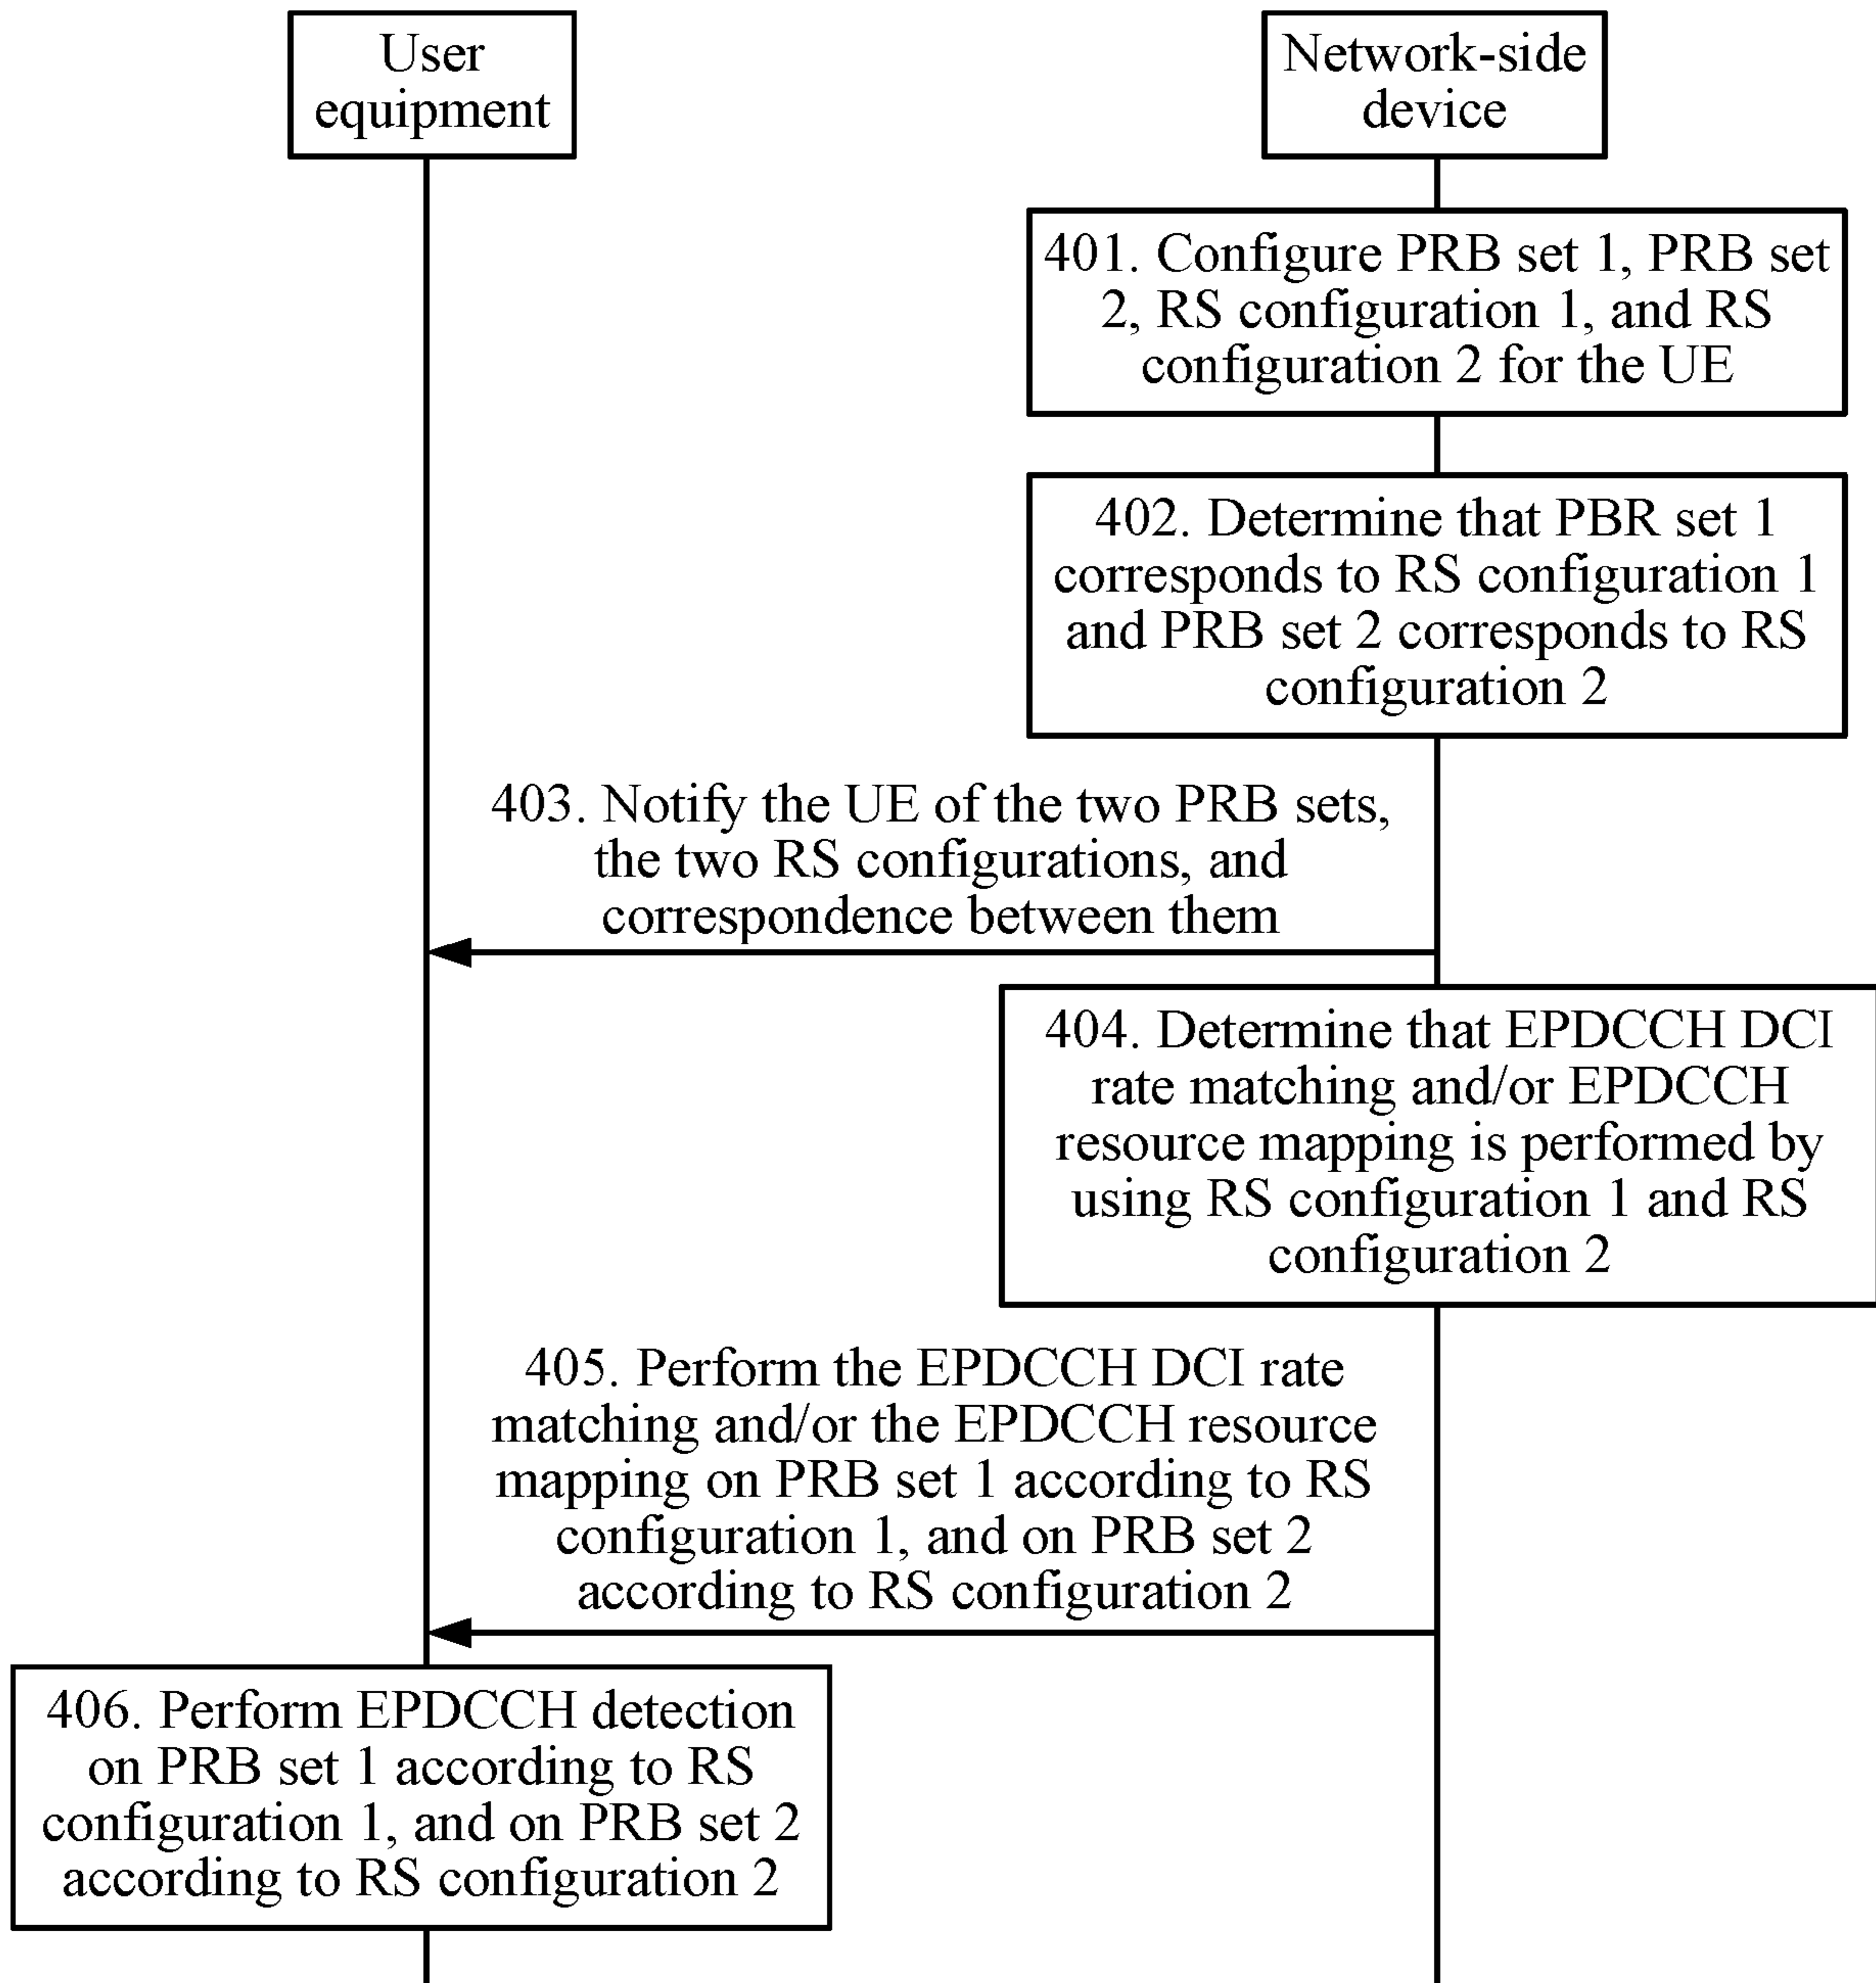 User
equipment
Network-side
device
401. Configure PRB set 1, PRB set
2, RS configuration 1, and RS
configuration 2 for the UE
402. Determine that PBR set 1
corresponds to RS configuration 1
and PRB set 2 corresponds to RS
configuration 2
403. Notify the UE of the two PRB sets,
the two RS configurations, and
correspondence between them
404. Determine that EPDCCH DCI
rate matching and/or EPDCCH
resource mapping is performed by
using RS configuration 1 and RS
configuration 2
405. Perform the EPDCCH DCI rate
matching and/or the EPDCCH resource
mapping on PRB set 1 according to RS
configuration 1, and on PRB set 2
according to RS configuration 2
406. Perform EPDCCH detection
on PRB set 1 according to RS
configuration 1, and on PRB set 2
according to RS configuration 2